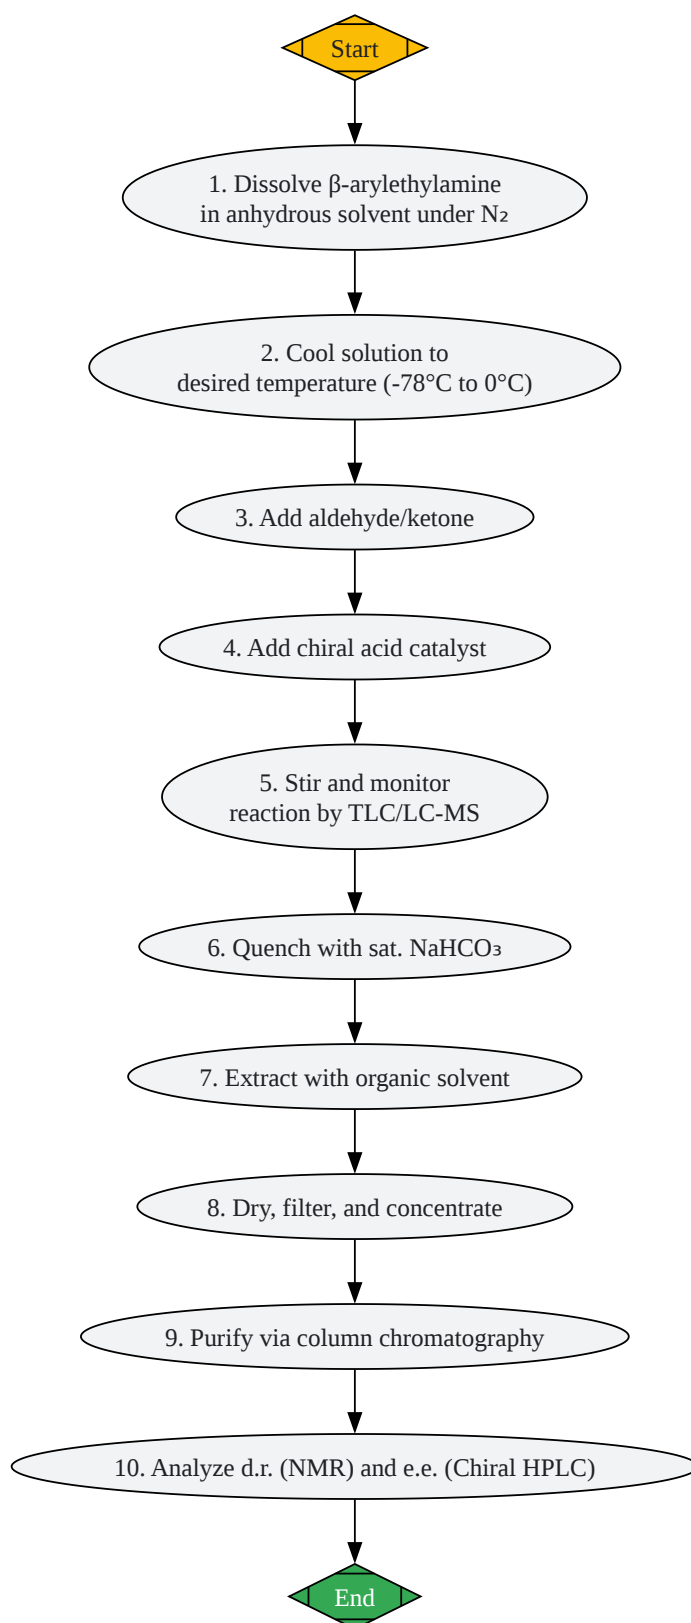 Start
1. Dissolve β-arylethylamine
in anhydrous solvent under N₂
2. Cool solution to
desired temperature (-78°C to 0°C)
3. Add aldehyde/ketone
4. Add chiral acid catalyst
5. Stir and monitor
reaction by TLC/LC-MS
6. Quench with sat. NaHCO₃
7. Extract with organic solvent
8. Dry, filter, and concentrate
9. Purify via column chromatography
10. Analyze d.r. (NMR) and e.e. (Chiral HPLC)
End